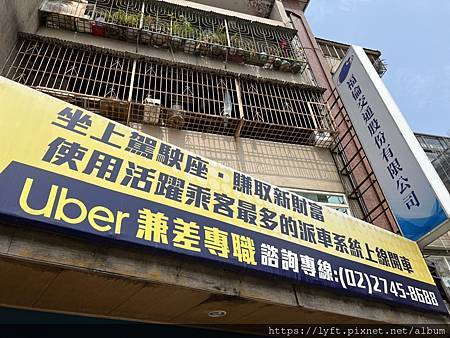 坐上駕駛座・賺取新財富
使用活躍乘客最多的派車系統上線開車
Uber 兼差專職 諮詢專線:(02)2745-8688
福倫交通股份有限公司
https://lyft.pixnet.net/album